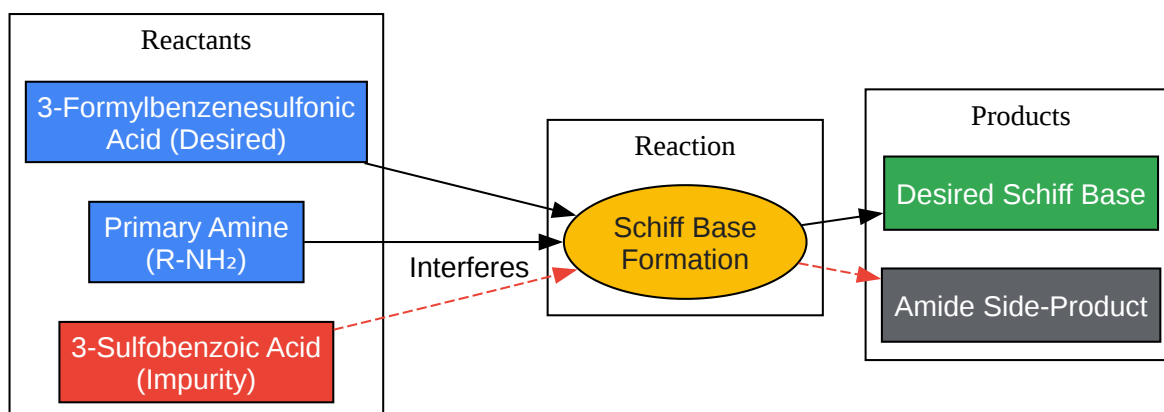 Reactants
3-Formylbenzenesulfonic
Acid (Desired)
Primary Amine
(R-NH₂)
3-Sulfobenzoic Acid
(Impurity)
Interferes
Reaction
Schiff Base
Formation
Products
Desired Schiff Base
Amide Side-Product